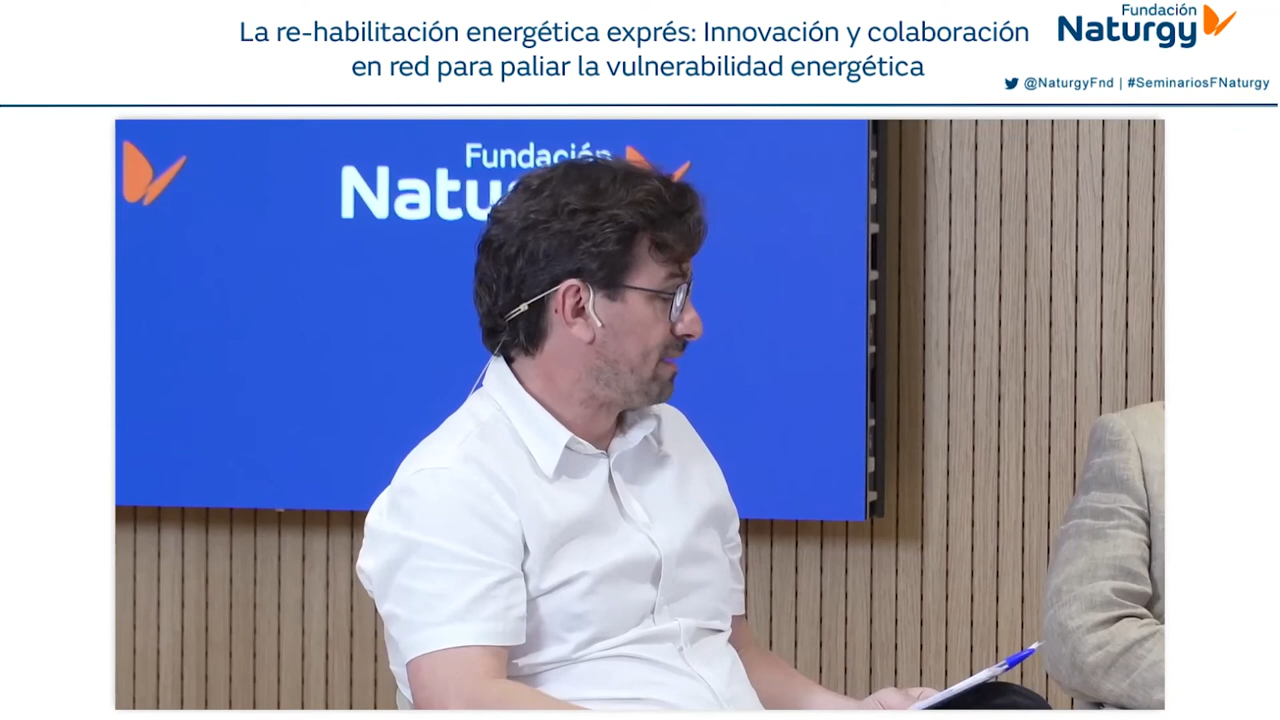 La re-habilitación energética exprés: Innovación y colaboración
en red para paliar la vulnerabilidad energética
Fundación
Naturgy
@NaturgyFnd | #SeminariosFNaturgy
Fundación
Natu